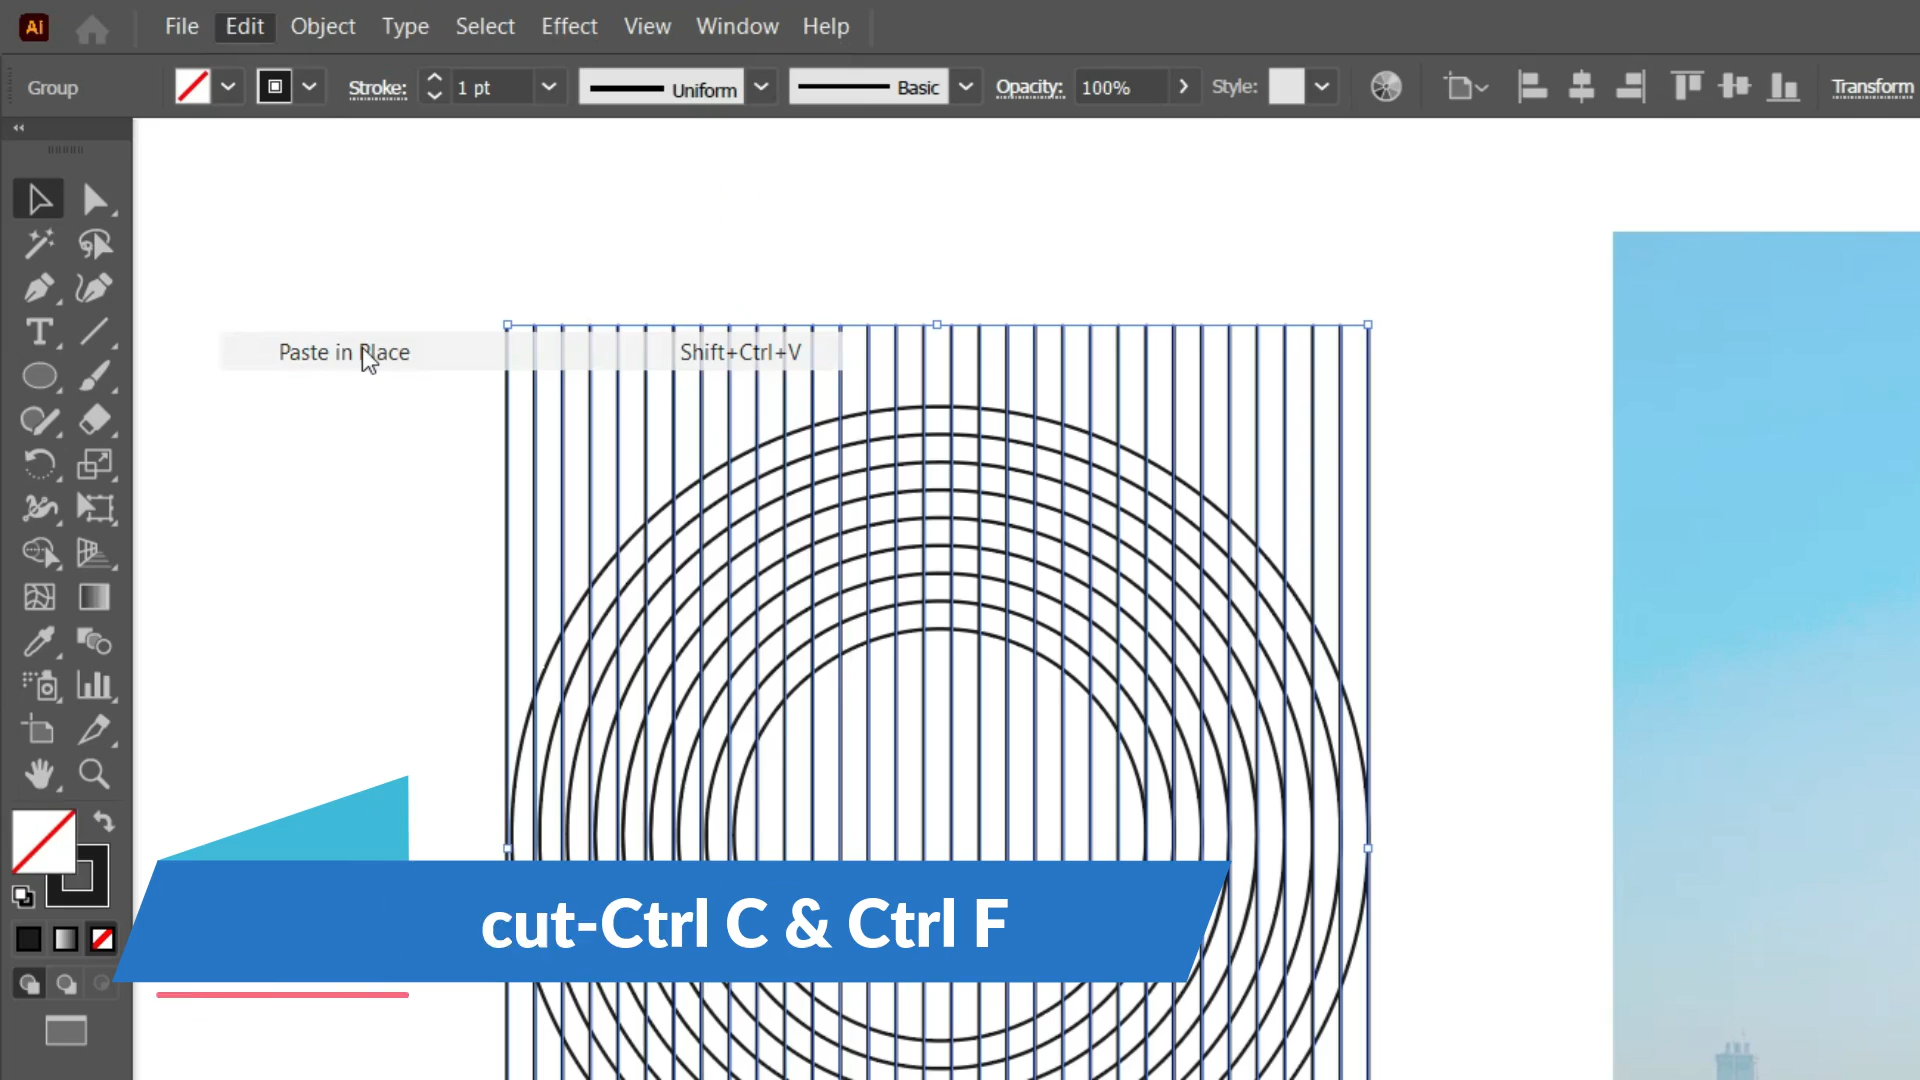 Ai File Edit Object Type Select Effect View Window Help
Group Stroke: 1 pt Uniform Basic Opacity: 100% Style: Transform
Paste in Place Shift+Ctrl+V
cut-Ctrl C & Ctrl F